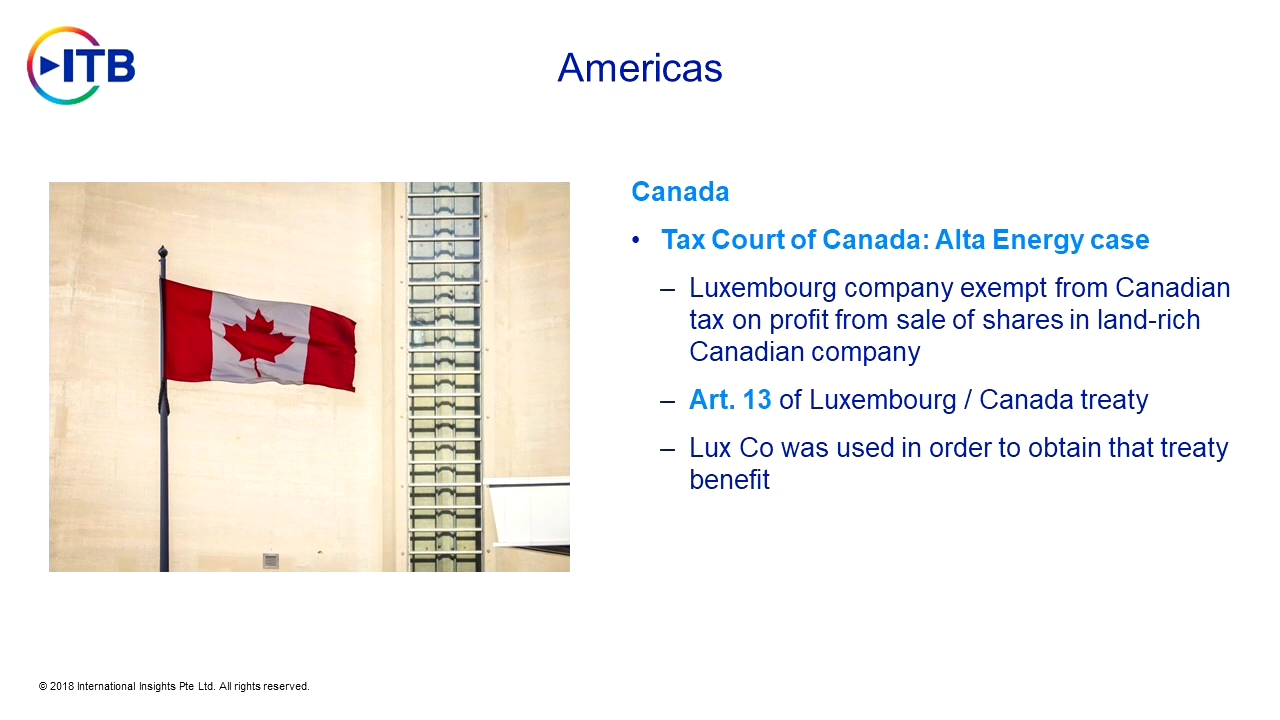 ITB
Americas
Canada
• Tax Court of Canada: Alta Energy case
– Luxembourg company exempt from Canadian
tax on profit from sale of shares in land-rich
Canadian company
– Art. 13 of Luxembourg / Canada treaty
– Lux Co was used in order to obtain that treaty
benefit
© 2018 International Insights Pte Ltd. All rights reserved.